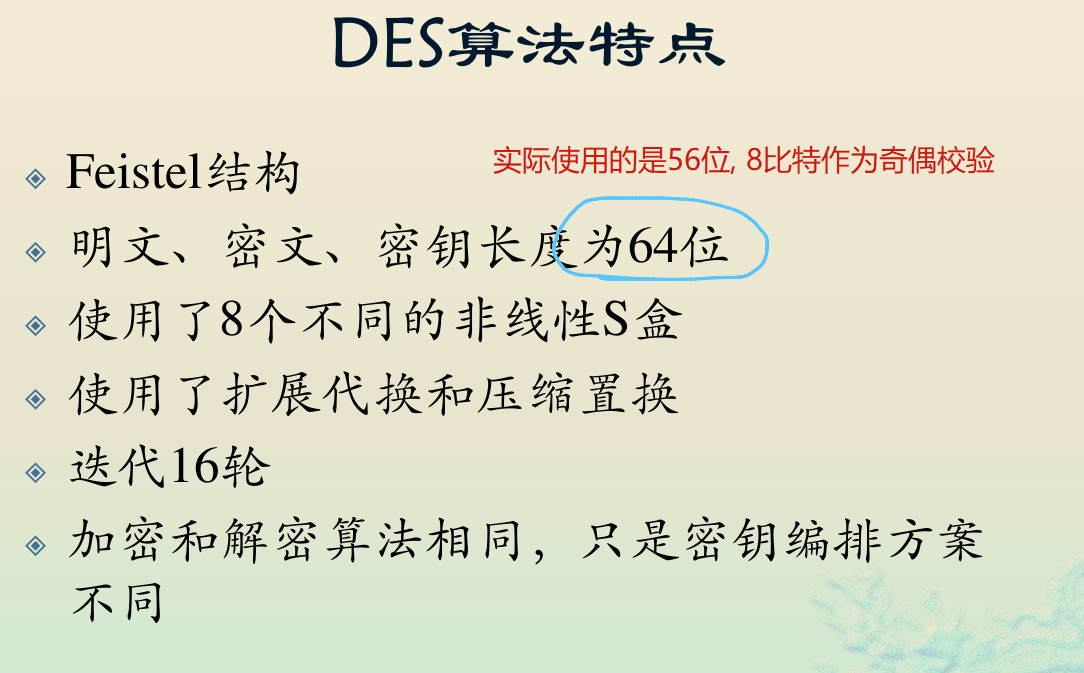 DES算法特点
Feistel结构
实际使用的是56位, 8比特作为奇偶校验
明文、密文、密钥长度为64位
使用了8个不同的非线性S盒
使用了扩展代换和压缩置换
迭代16轮
加密和解密算法相同，只是密钥编排方案
不同